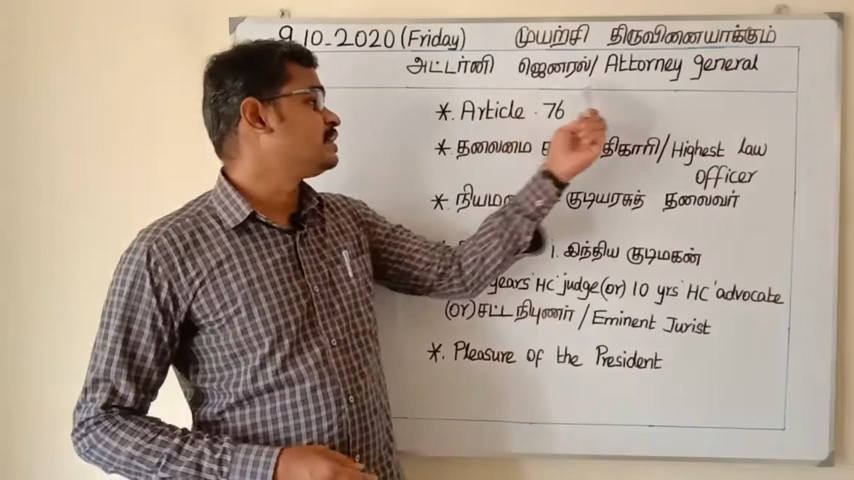 9.10.2020 (Friday) முயற்சி திருவினையாக்கும்
அட்டர்னி ஜெனரல்/ Attorney General
*. Article . 76
*. தலைமை திகாரி/Highest law
Officer
*. குடியரசுத் தலைவர்
1. இந்திய குடிமகன்
years 'HC' judge (or) 10 yrs 'HC' advocate
(or) சட்ட நிபுணர்/ Eminent Jurist
*. Pleasure of the President